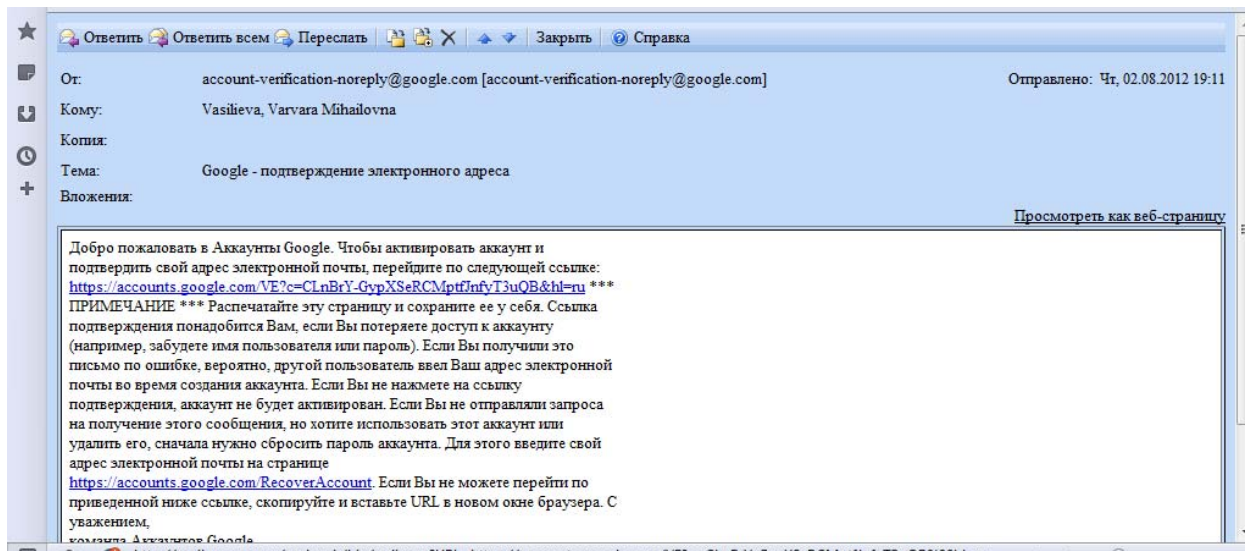 Ответить Ответить всем Переслать Закрыть Справка
От: account-verification-noreply@google.com [account-verification-noreply@google.com] Отправлено: Чт, 02.08.2012 19:11
Кому: Vasilieva, Varvara Mihailovna
Копия:
Тема: Google - подтверждение электронного адреса
Вложения:
Просмотреть как веб-страницу
Добро пожаловать в Аккаунты Google. Чтобы активировать аккаунт и
подтвердить свой адрес электронной почты, перейдите по следующей ссылке:
https://accounts.google.com/VE?c=CLnBrY-GypXSeRCMptfJnfyT3uQB&hl=ru ***
ПРИМЕЧАНИЕ *** Распечатайте эту страницу и сохраните ее у себя. Ссылка
подтверждения понадобится Вам, если Вы потеряете доступ к аккаунту
(например, забудете имя пользователя или пароль). Если Вы получили это
письмо по ошибке, вероятно, другой пользователь ввел Ваш адрес электронной
почты во время создания аккаунта. Если Вы не нажмете на ссылку
подтверждения, аккаунт не будет активирован. Если Вы не отправляли запроса
на получение этого сообщения, но хотите использовать этот аккаунт или
удалить его, сначала нужно сбросить пароль аккаунта. Для этого введите свой
адрес электронной почты на странице
https://accounts.google.com/RecoverAccount. Если Вы не можете перейти по
приведенной ниже ссылке, скопируйте и вставьте URL в новом окне браузера. С
уважением,
команда Аккаунтов Google